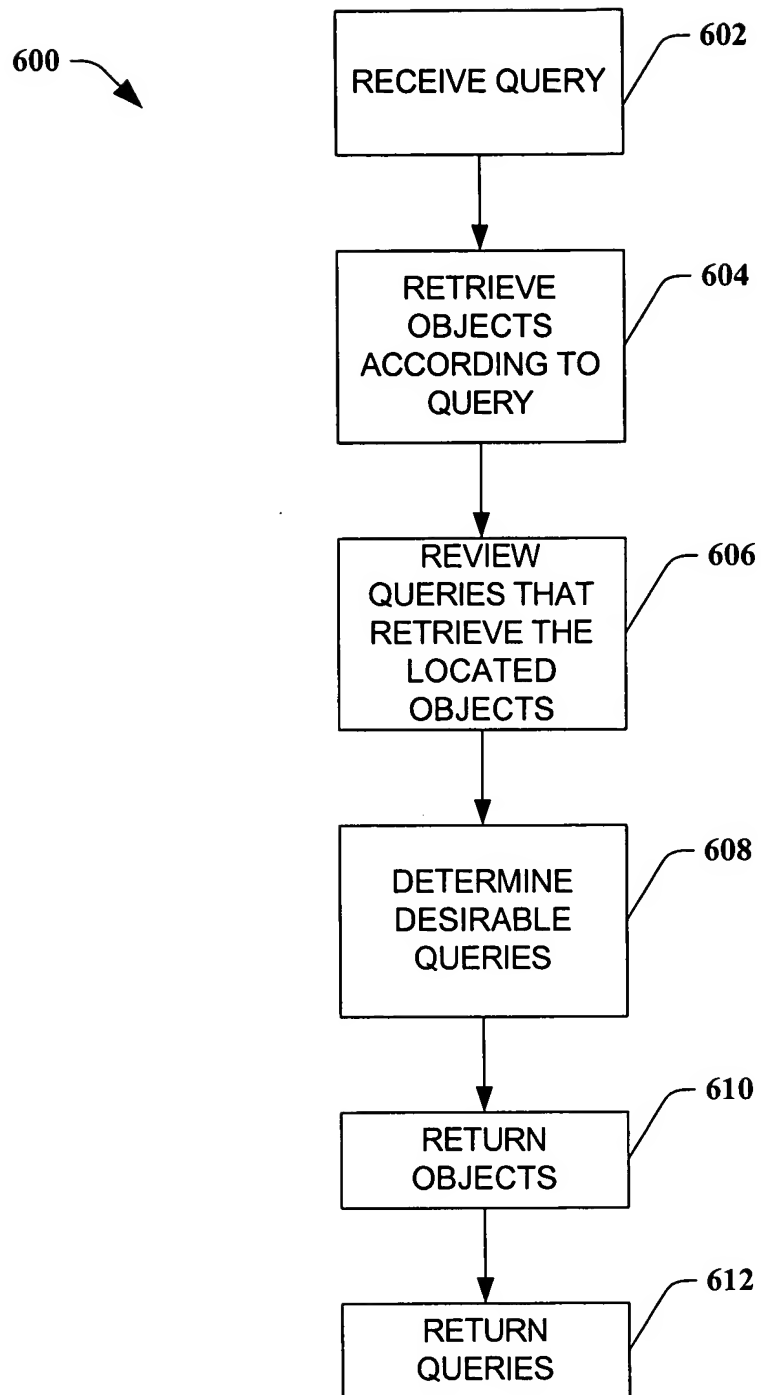 600
602
RECEIVE QUERY
604
RETRIEVE
OBJECTS
ACCORDING TO
QUERY
606
REVIEW
QUERIES THAT
RETRIEVE THE
LOCATED
OBJECTS
608
DETERMINE
DESIRABLE
QUERIES
610
RETURN
OBJECTS
612
RETURN
QUERIES